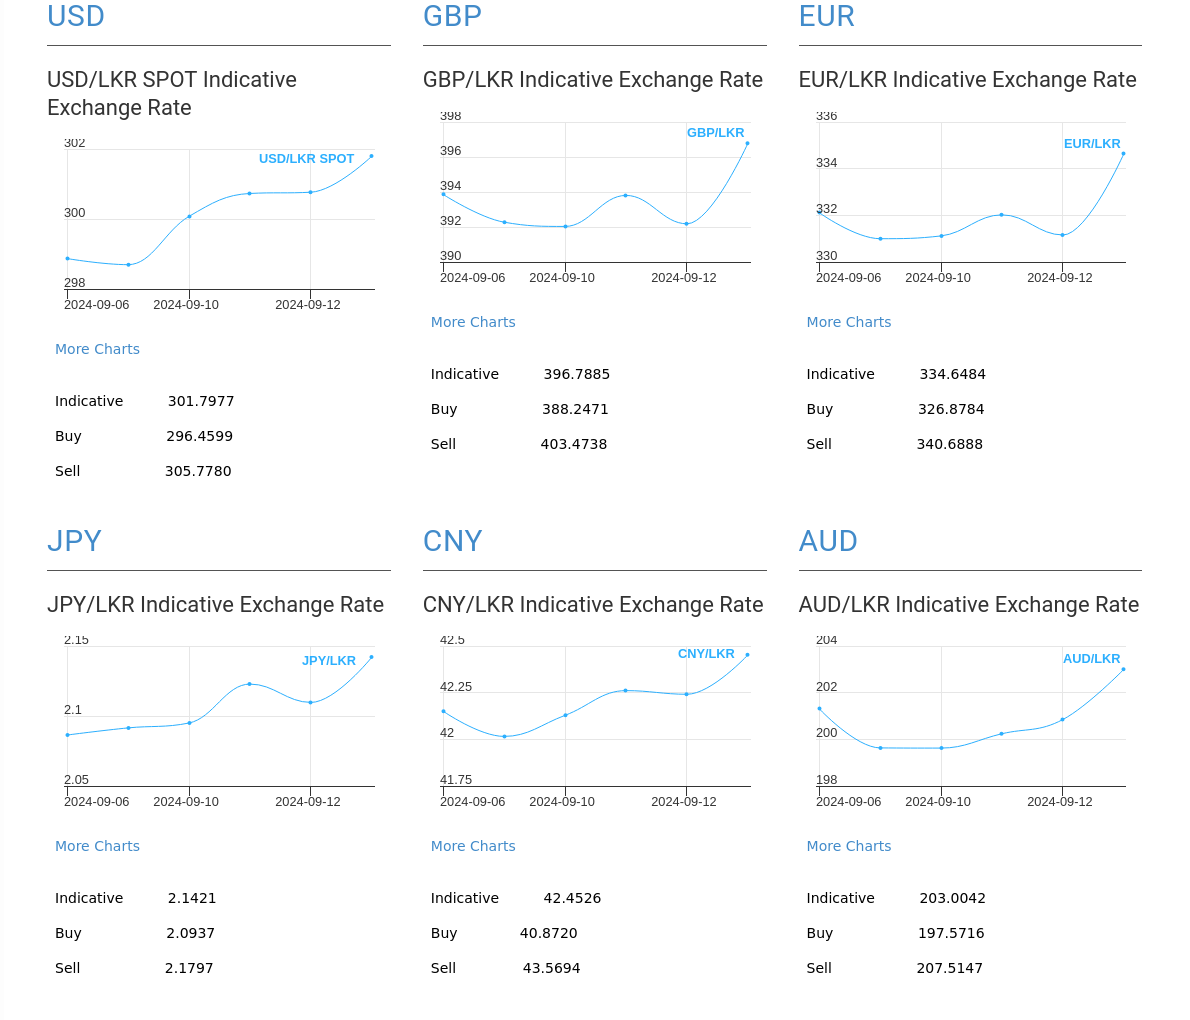 USD
USD/LKR SPOT Indicative
Exchange Rate
302
USD/LKR SPOT
300
298
2024-09-06 2024-09-10 2024-09-12
More Charts
Indicative 301.7977
Buy 296.4599
Sell 305.7780
GBP
GBP/LKR Indicative Exchange Rate
398
GBP/LKR
396
394
392
390
2024-09-06 2024-09-10 2024-09-12
More Charts
Indicative 396.7885
Buy 388.2471
Sell 403.4738
EUR
EUR/LKR Indicative Exchange Rate
336
EUR/LKR
334
332
330
2024-09-06 2024-09-10 2024-09-12
More Charts
Indicative 334.6484
Buy 326.8784
Sell 340.6888
JPY
JPY/LKR Indicative Exchange Rate
2.15
JPY/LKR
2.1
2.05
2024-09-06 2024-09-10 2024-09-12
More Charts
Indicative 2.1421
Buy 2.0937
Sell 2.1797
CNY
CNY/LKR Indicative Exchange Rate
42.5
CNY/LKR
42.25
42
41.75
2024-09-06 2024-09-10 2024-09-12
More Charts
Indicative 42.4526
Buy 40.8720
Sell 43.5694
AUD
AUD/LKR Indicative Exchange Rate
204
AUD/LKR
202
200
198
2024-09-06 2024-09-10 2024-09-12
More Charts
Indicative 203.0042
Buy 197.5716
Sell 207.5147